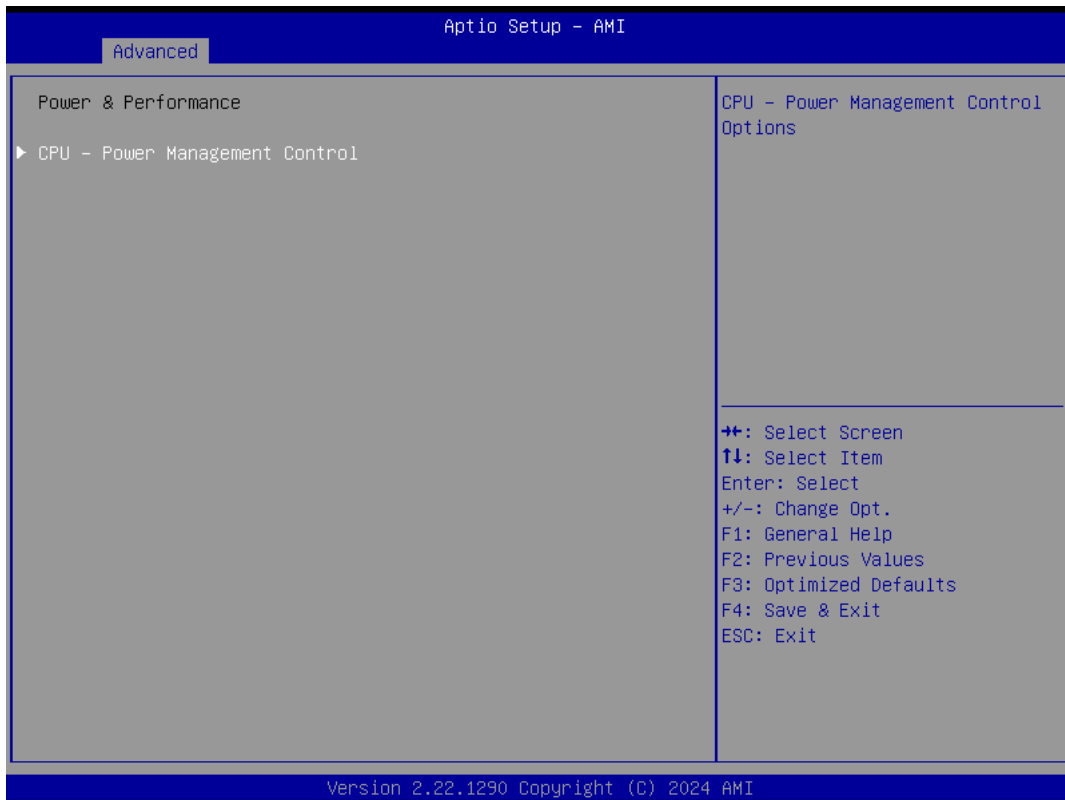 Aptio Setup – AMI
Advanced
Power & Performance
▶ CPU – Power Management Control
CPU – Power Management Control
Options
→←: Select Screen
↑↓: Select Item
Enter: Select
+/-: Change Opt.
F1: General Help
F2: Previous Values
F3: Optimized Defaults
F4: Save & Exit
ESC: Exit
Version 2.22.1290 Copyright (C) 2024 AMI